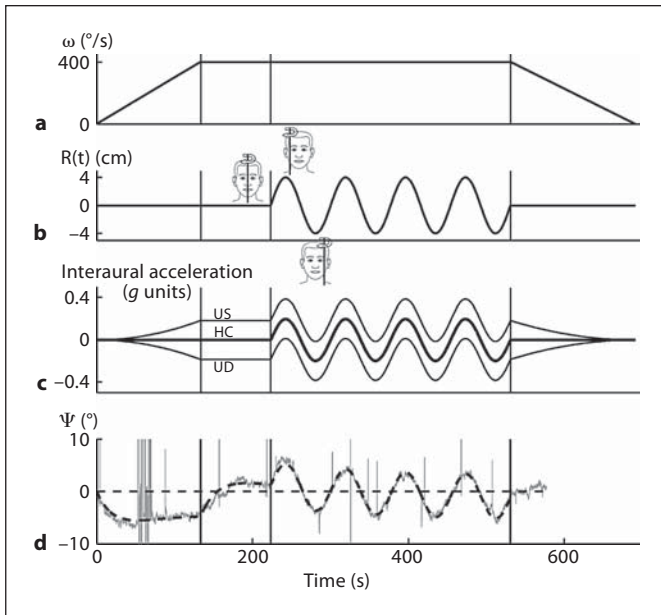 ω (°/s)
400
0
a
R(t) (cm)
4
0
−4
b
Interaural acceleration
(g units)
0.4
US
0
HC
UD
−0.4
c
Ψ (°)
10
0
−10
d
0
200
400
600
Time (s)